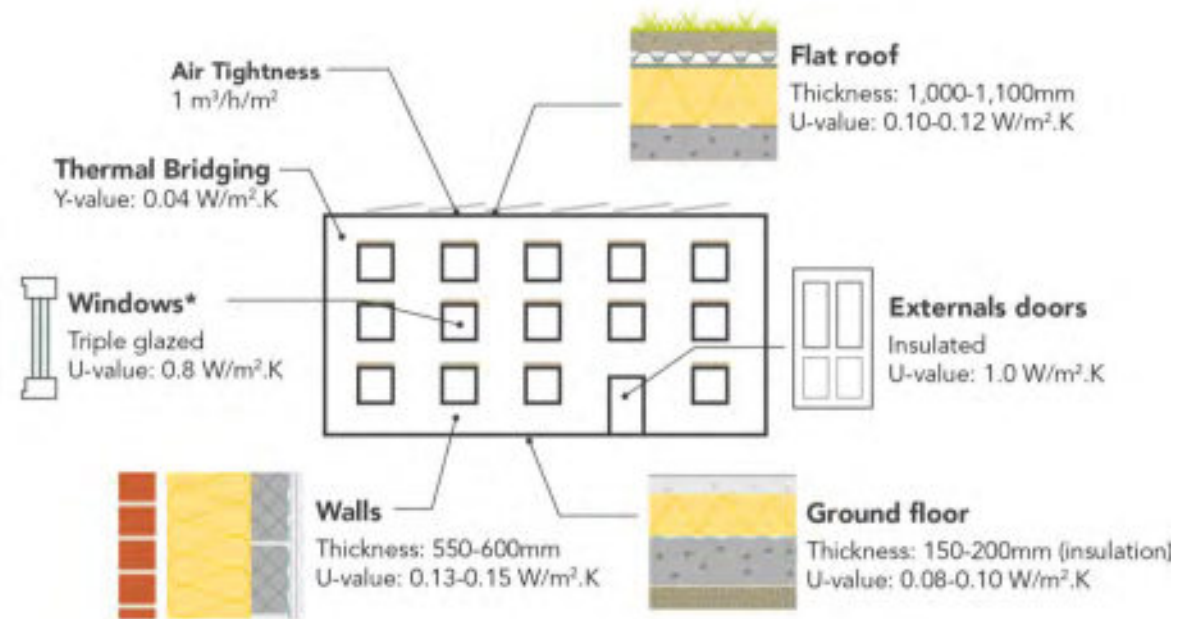 Air Tightness
1 m³/h/m²
Flat roof
Thickness: 1,000-1,100mm
U-value: 0.10-0.12 W/m².K
Thermal Bridging
Y-value: 0.04 W/m².K
Windows*
Triple glazed
U-value: 0.8 W/m².K
Externals doors
Insulated
U-value: 1.0 W/m².K
Walls
Thickness: 550-600mm
U-value: 0.13-0.15 W/m².K
Ground floor
Thickness: 150-200mm (insulation)
U-value: 0.08-0.10 W/m².K